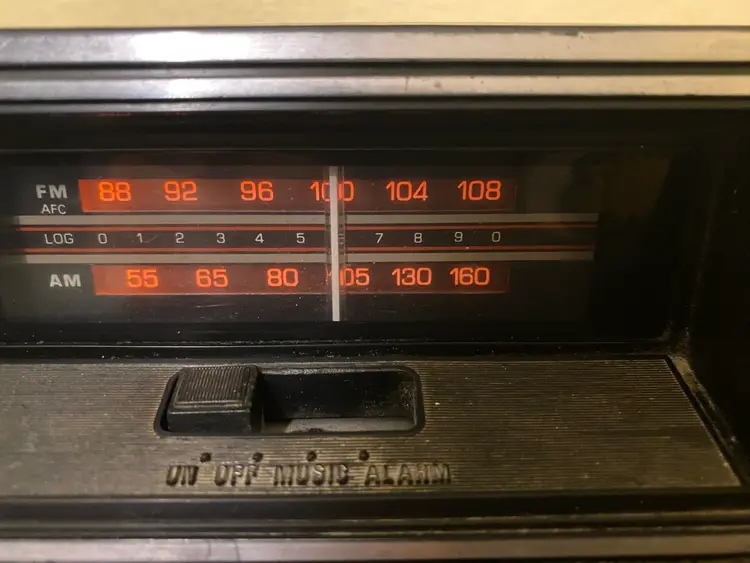 FM 88 92 96 100 104 108
AFC
LOG 0 1 2 3 4 5 6 7 8 9 0
AM 55 65 80 105 130 160
ON OFF MUSIC ALARM